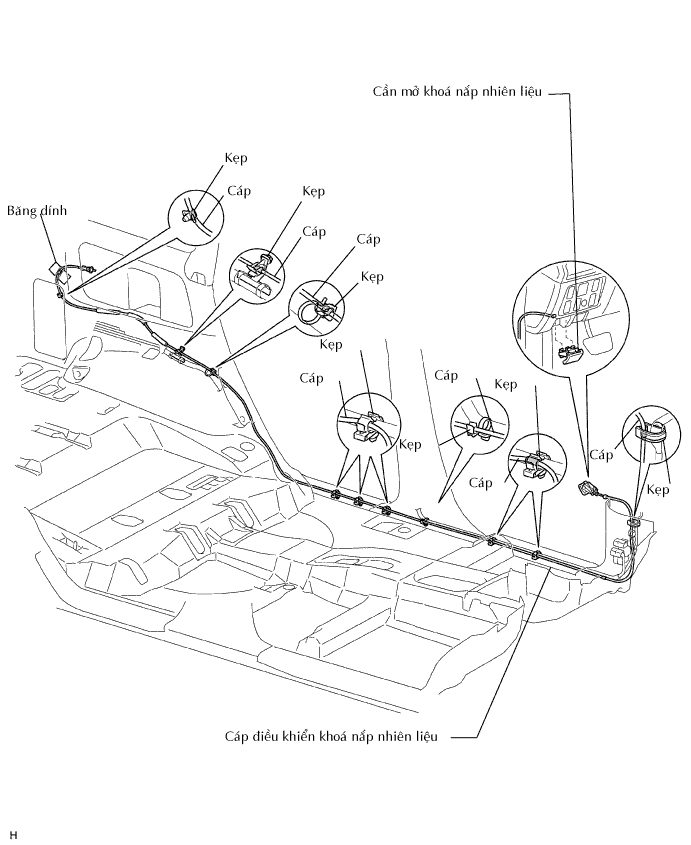 Cần mở khoá nắp nhiên liệu
Kẹp
Cáp
Kẹp
Băng dính
Cáp
Cáp
Kẹp
Kẹp
Cáp
Cáp
Kẹp
Kẹp
Cáp
Cáp
Kẹp
Cáp điều khiển khoá nắp nhiên liệu
H